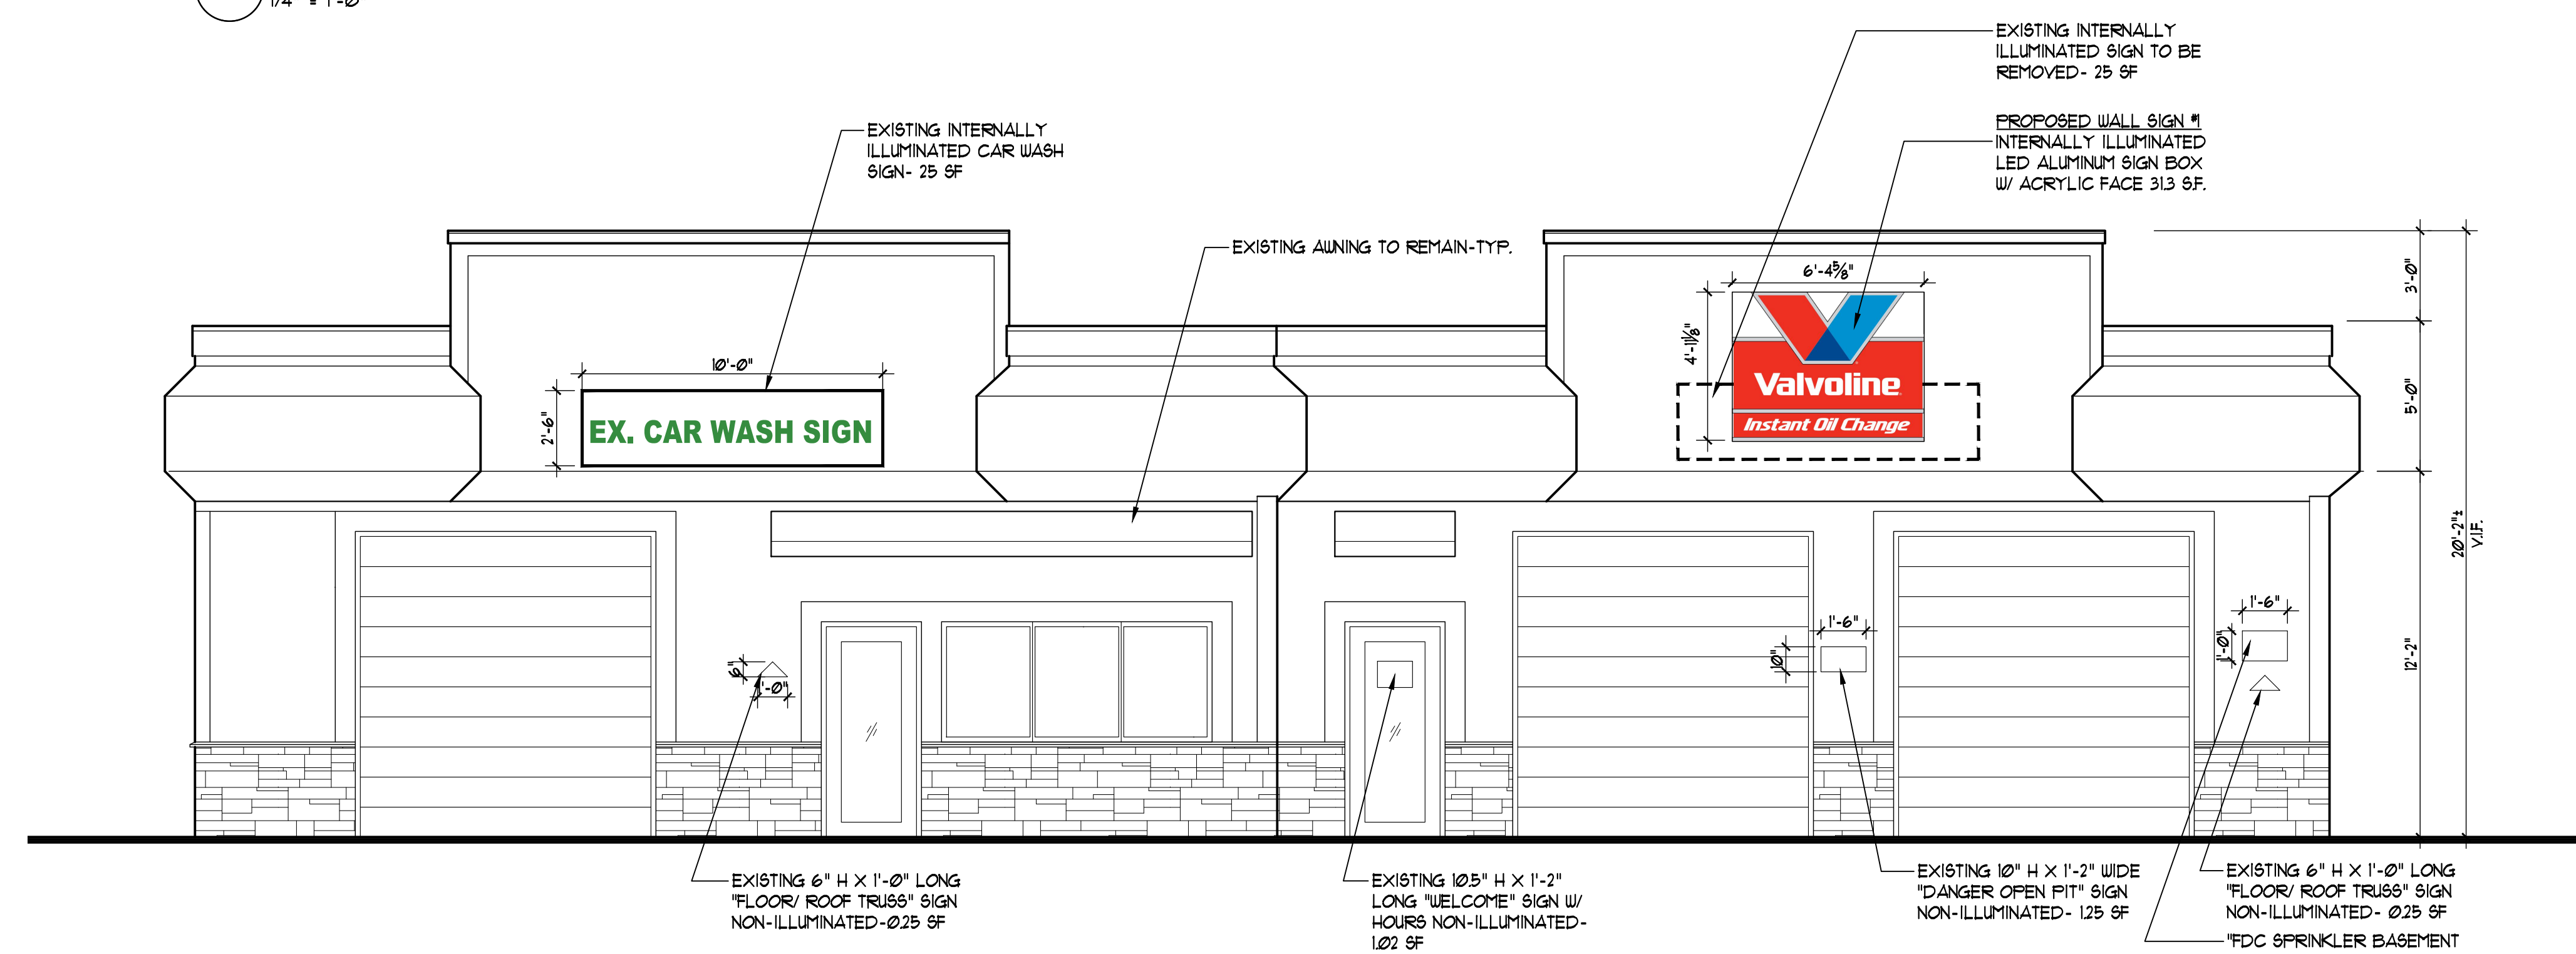 1/4" = 1'-0"
EXISTING INTERNALLY
ILLUMINATED SIGN TO BE
REMOVED- 25 SF
PROPOSED WALL SIGN #1
INTERNALLY ILLUMINATED
LED ALUMINUM SIGN BOX
W/ ACRYLIC FACE 31.3 S.F.
EXISTING INTERNALLY
ILLUMINATED CAR WASH
SIGN- 25 SF
EXISTING AWNING TO REMAIN-TYP.
6'-4⅝"
4'-11⅛"
Valvoline
Instant Oil Change
10'-0"
2'-6"
EX. CAR WASH SIGN
3'-0"
5'-0"
12'-2"
20'-2"±
V.I.F.
6"
1'-0"
1'-6"
10"
1'-6"
1'-0"
EXISTING 6" H X 1'-0" LONG
"FLOOR/ ROOF TRUSS" SIGN
NON-ILLUMINATED-0.25 SF
EXISTING 10.5" H X 1'-2"
LONG "WELCOME" SIGN W/
HOURS NON-ILLUMINATED-
1.02 SF
EXISTING 10" H X 1'-2" WIDE
"DANGER OPEN PIT" SIGN
NON-ILLUMINATED- 1.25 SF
EXISTING 6" H X 1'-0" LONG
"FLOOR/ ROOF TRUSS" SIGN
NON-ILLUMINATED- 0.25 SF
"FDC SPRINKLER BASEMENT